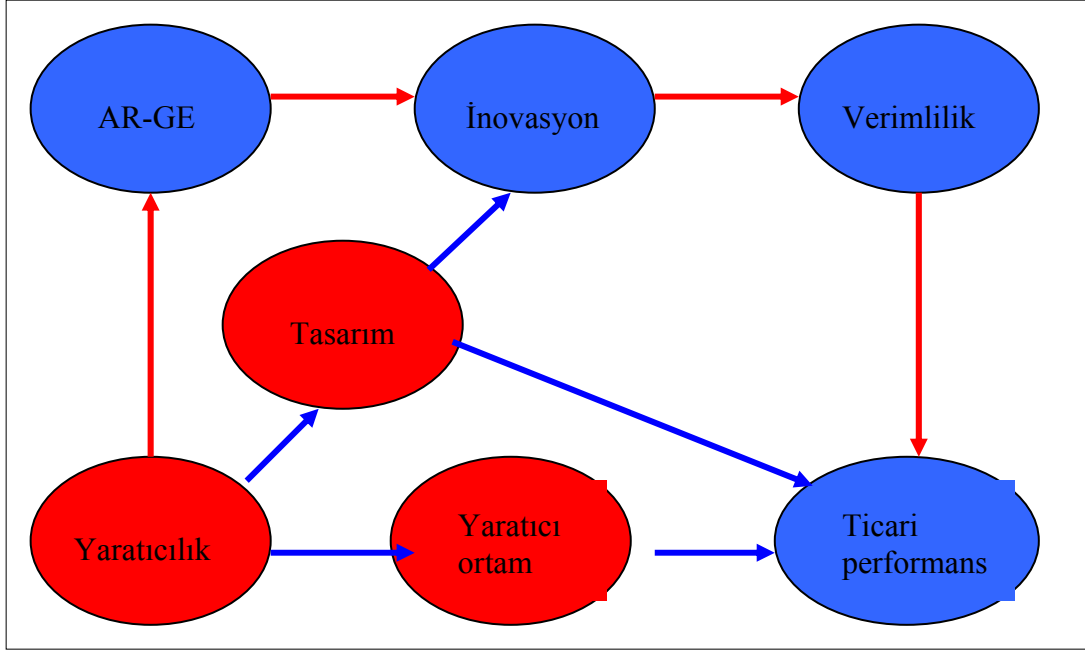 AR-GE
İnovasyon
Verimlilik
Tasarım
Yaratıcılık
Yaratıcı
ortam
Ticari
performans